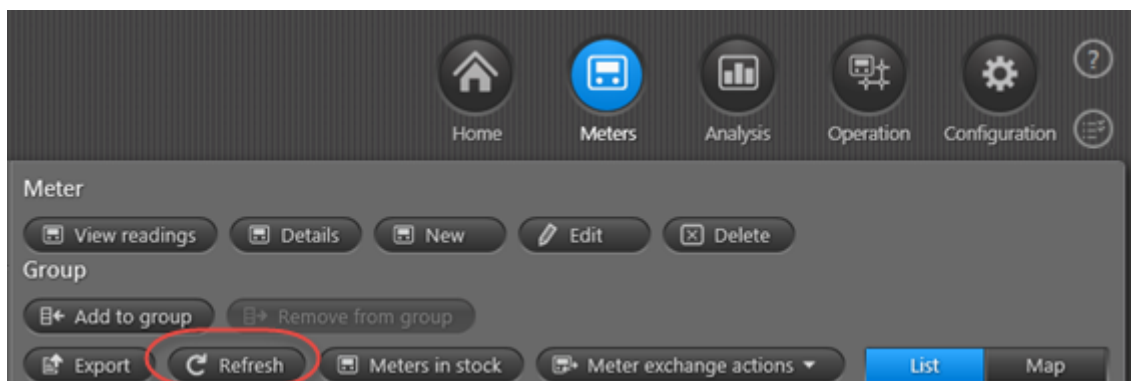 ?
Home Meters Analysis Operation Configuration
Meter
View readings Details New Edit Delete
Group
Add to group Remove from group
Export Refresh Meters in stock Meter exchange actions List Map